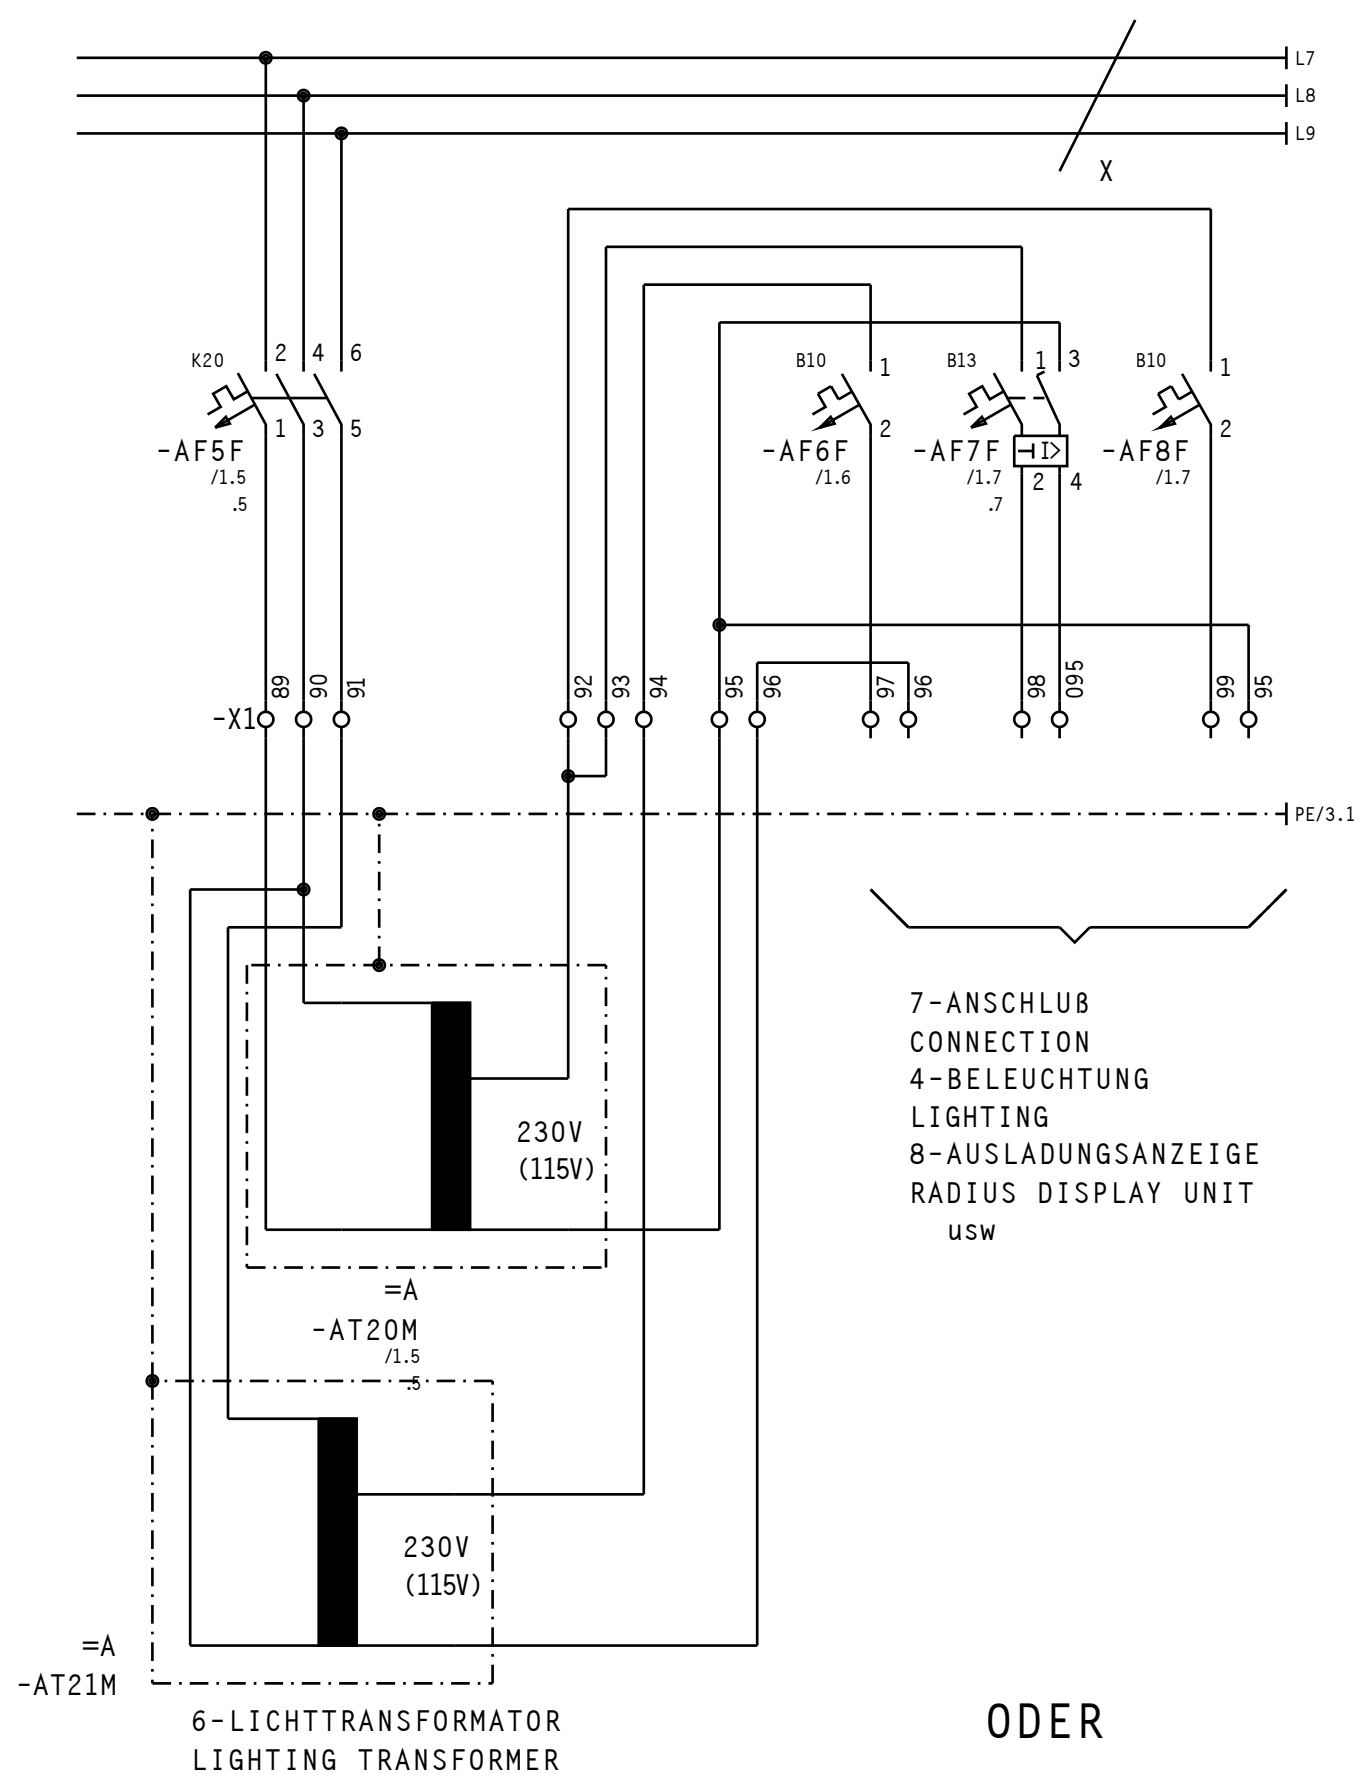 L7
L8
L9
X
K20
2
4
6
B10
1
B13
1
3
B10
1
1
3
5
2
2
-AF5F
/1.5
.5
-AF6F
/1.6
-AF7F
/1.7
.7
I>
2
4
-AF8F
/1.7
89
90
91
92
93
94
95
96
97
96
98
095
99
95
-X1
PE/3.1
7-ANSCHLUß
CONNECTION
4-BELEUCHTUNG
LIGHTING
8-AUSLADUNGSANZEIGE
RADIUS DISPLAY UNIT
usw
230V
(115V)
=A
-AT20M
/1.5
.5
230V
(115V)
=A
-AT21M
6-LICHTTRANSFORMATOR
LIGHTING TRANSFORMER
ODER